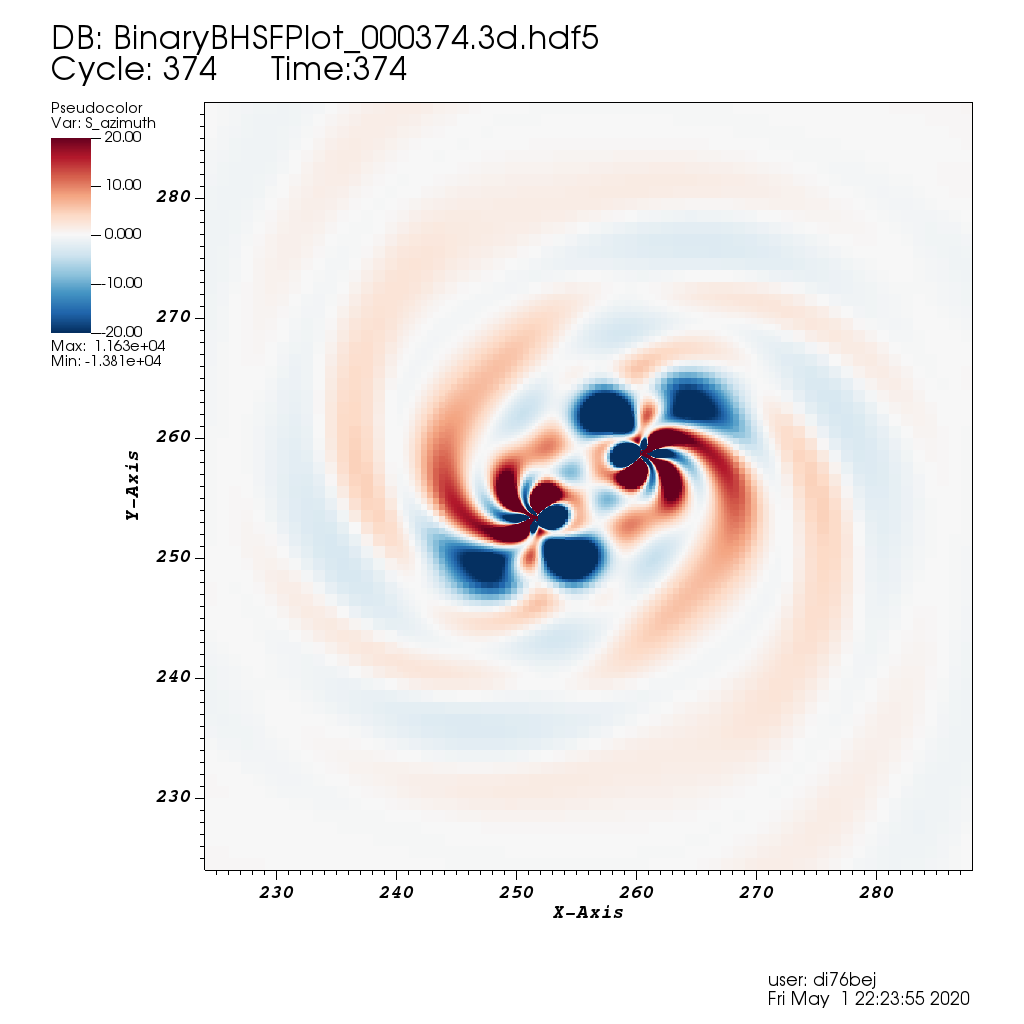 DB: BinaryBHSFPlot_000374.3d.hdf5
Cycle: 374 Time:374
Pseudocolor
Var: S_azimuth
20.00
10.00
0.000
-10.00
-20.00
Max: 1.163e+04
Min: -1.381e+04
280
270
260
250
240
230
Y-Axis
230 240 250 260 270 280
X-Axis
user: di76bej
Fri May 1 22:23:55 2020